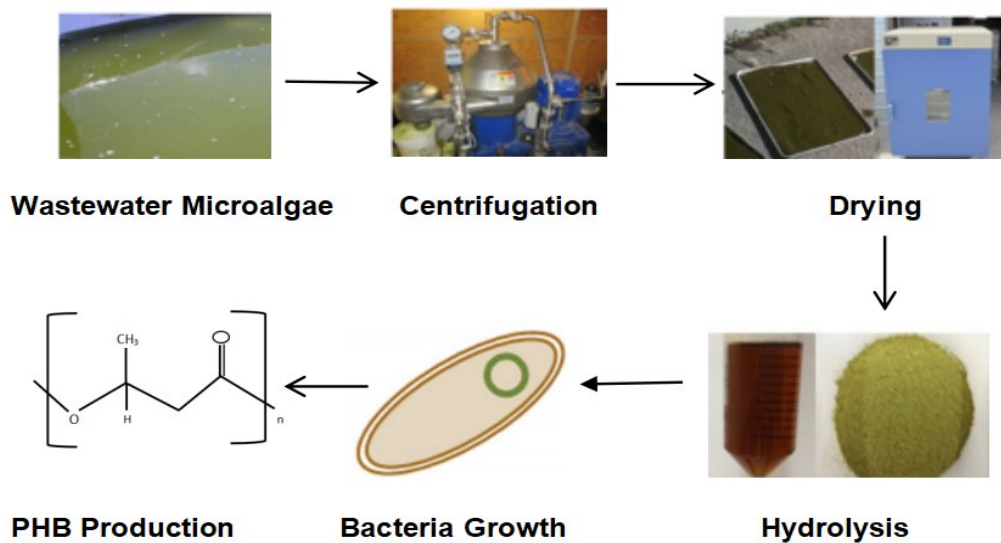 Wastewater Microalgae
Centrifugation
Drying
CH₃
O
O
H
n
PHB Production
Bacteria Growth
Hydrolysis